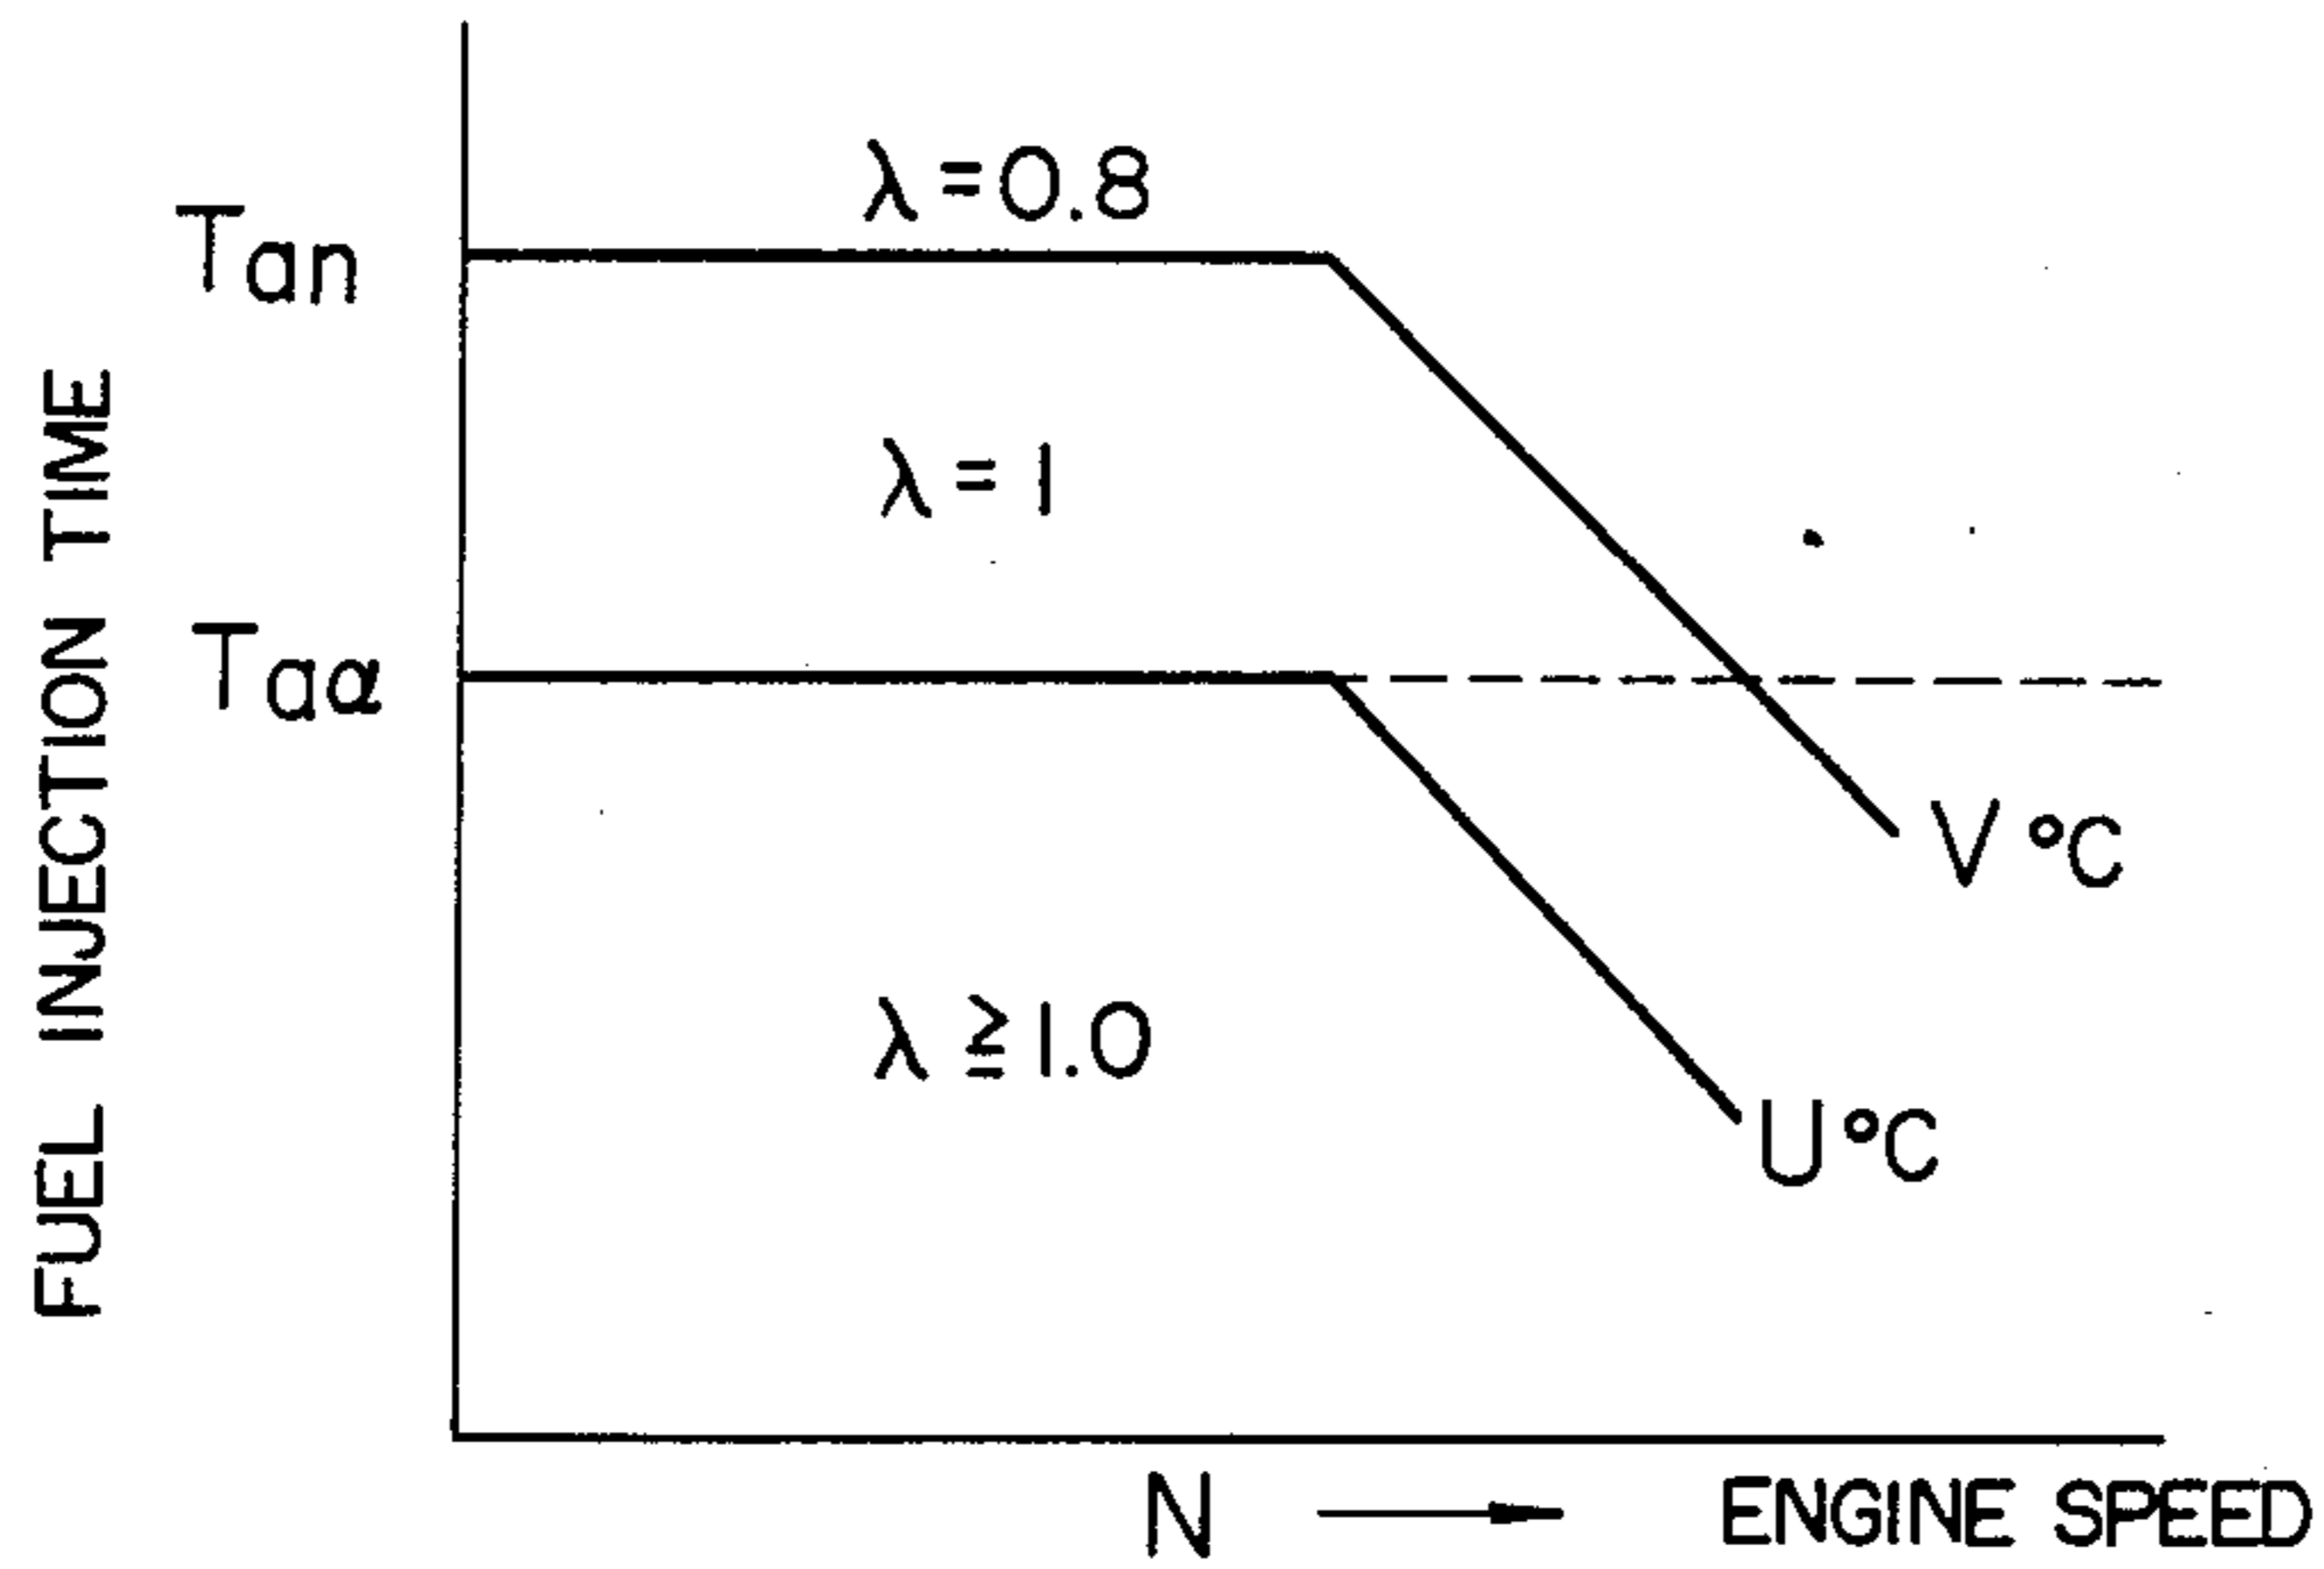 λ=0.8
Tan
λ=1
Taα
V°C
λ≧1.0
U°C
FUEL INJECTION TIME
N → ENGINE SPEED